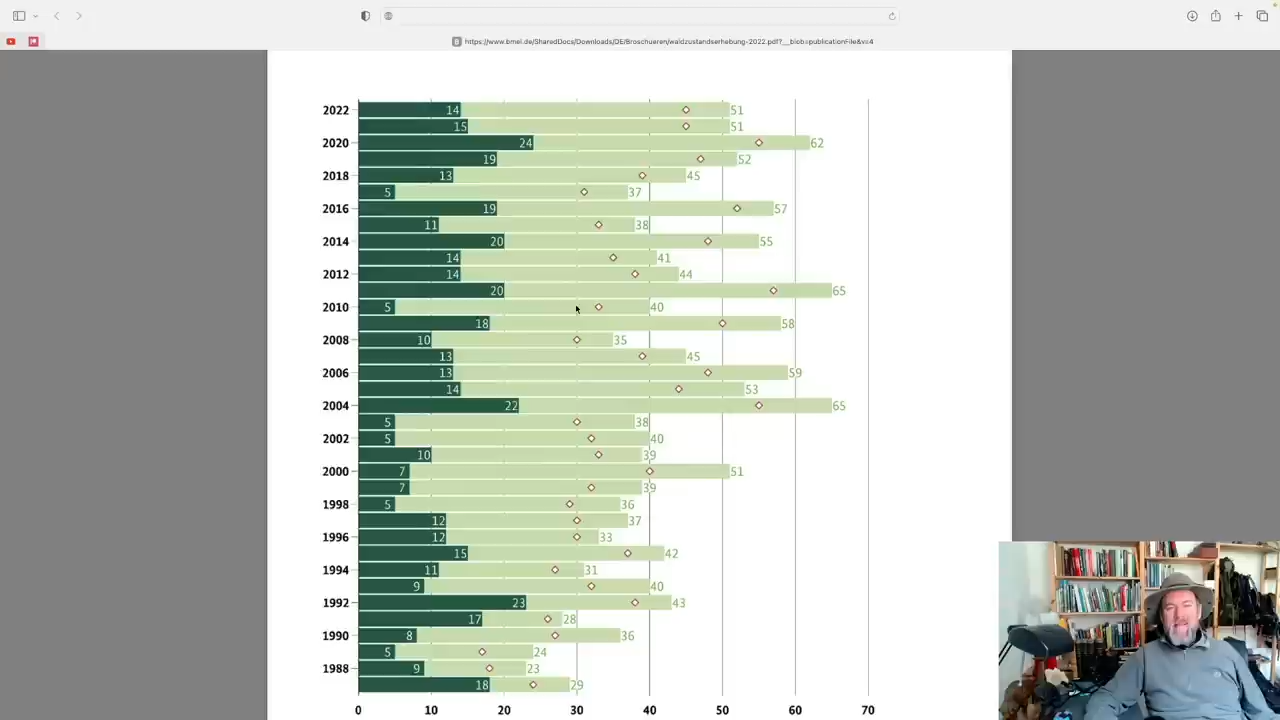 https://www.bmel.de/SharedDocs/Downloads/DE/Broschueren/waldzustandserhebung-2022.pdf?__blob=publicationFile&v=4
2022 14 51
15 51
2020 24 62
19 52
2018 13 45
5 37
2016 19 57
11 38
2014 20 55
14 41
2012 14 44
20 65
2010 5 40
18 58
2008 10 35
13 45
2006 13 59
14 53
2004 22 65
5 38
2002 5 40
10 39
2000 7 51
7 39
1998 5 36
12 37
1996 12 33
15 42
1994 11 31
9 40
1992 23 43
17 28
1990 8 36
5 24
1988 9 23
18 29
0 10 20 30 40 50 60 70